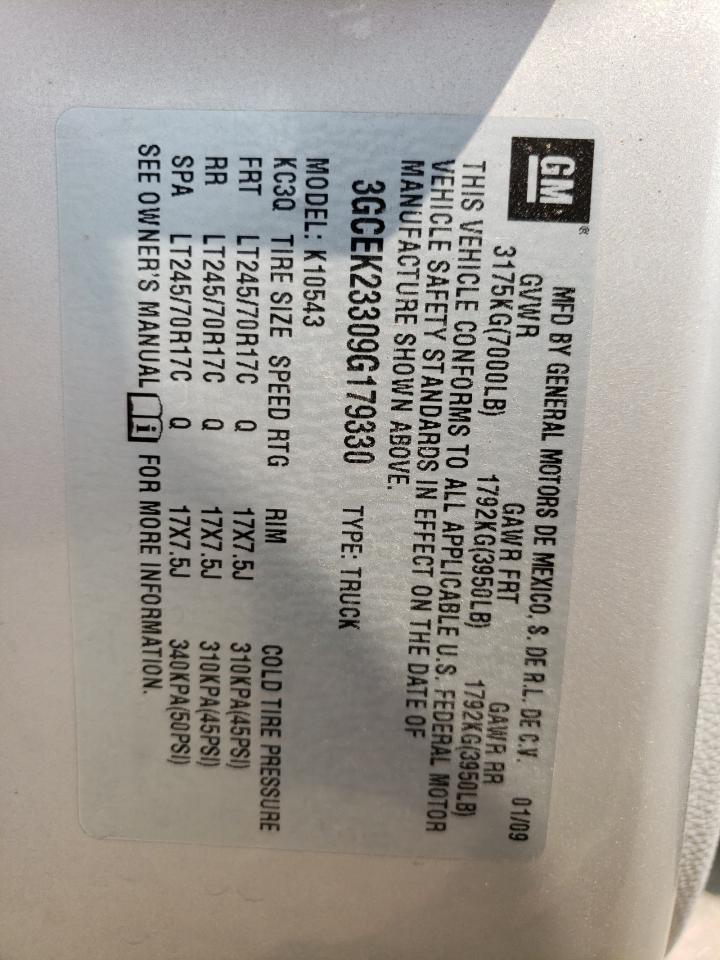 GM®
MFD BY GENERAL MOTORS DE MEXICO, S. DE R.L. DE C.V. 01/09
GVWR GAWR FRT GAWR RR
3175KG(7000LB) 1792KG(3950LB) 1792KG(3950LB)
THIS VEHICLE CONFORMS TO ALL APPLICABLE U.S. FEDERAL MOTOR
VEHICLE SAFETY STANDARDS IN EFFECT ON THE DATE OF
MANUFACTURE SHOWN ABOVE.
3GCEK23309G179330 TYPE: TRUCK
MODEL: K10543
KC3Q TIRE SIZE SPEED RTG RIM COLD TIRE PRESSURE
FRT LT245/70R17C Q 17X7.5J 310KPA(45PSI)
RR LT245/70R17C Q 17X7.5J 310KPA(45PSI)
SPA LT245/70R17C Q 17X7.5J 340KPA(50PSI)
SEE OWNER'S MANUAL i FOR MORE INFORMATION.